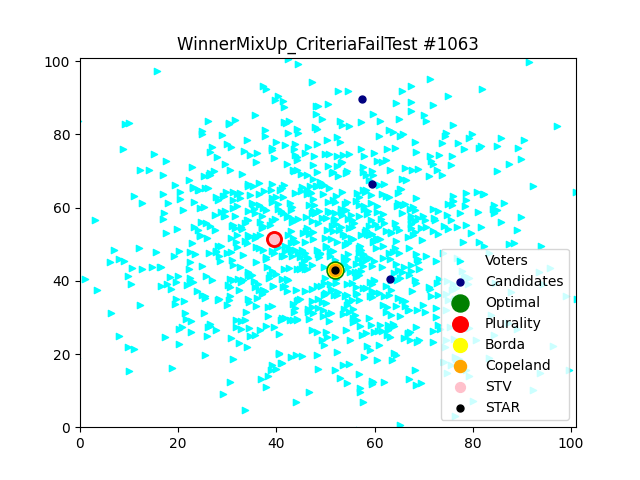 WinnerMixUp_CriteriaFailTest #1063
100
80
60
40
20
0
0 20 40 60 80 100
Voters
Candidates
Optimal
Plurality
Borda
Copeland
STV
STAR